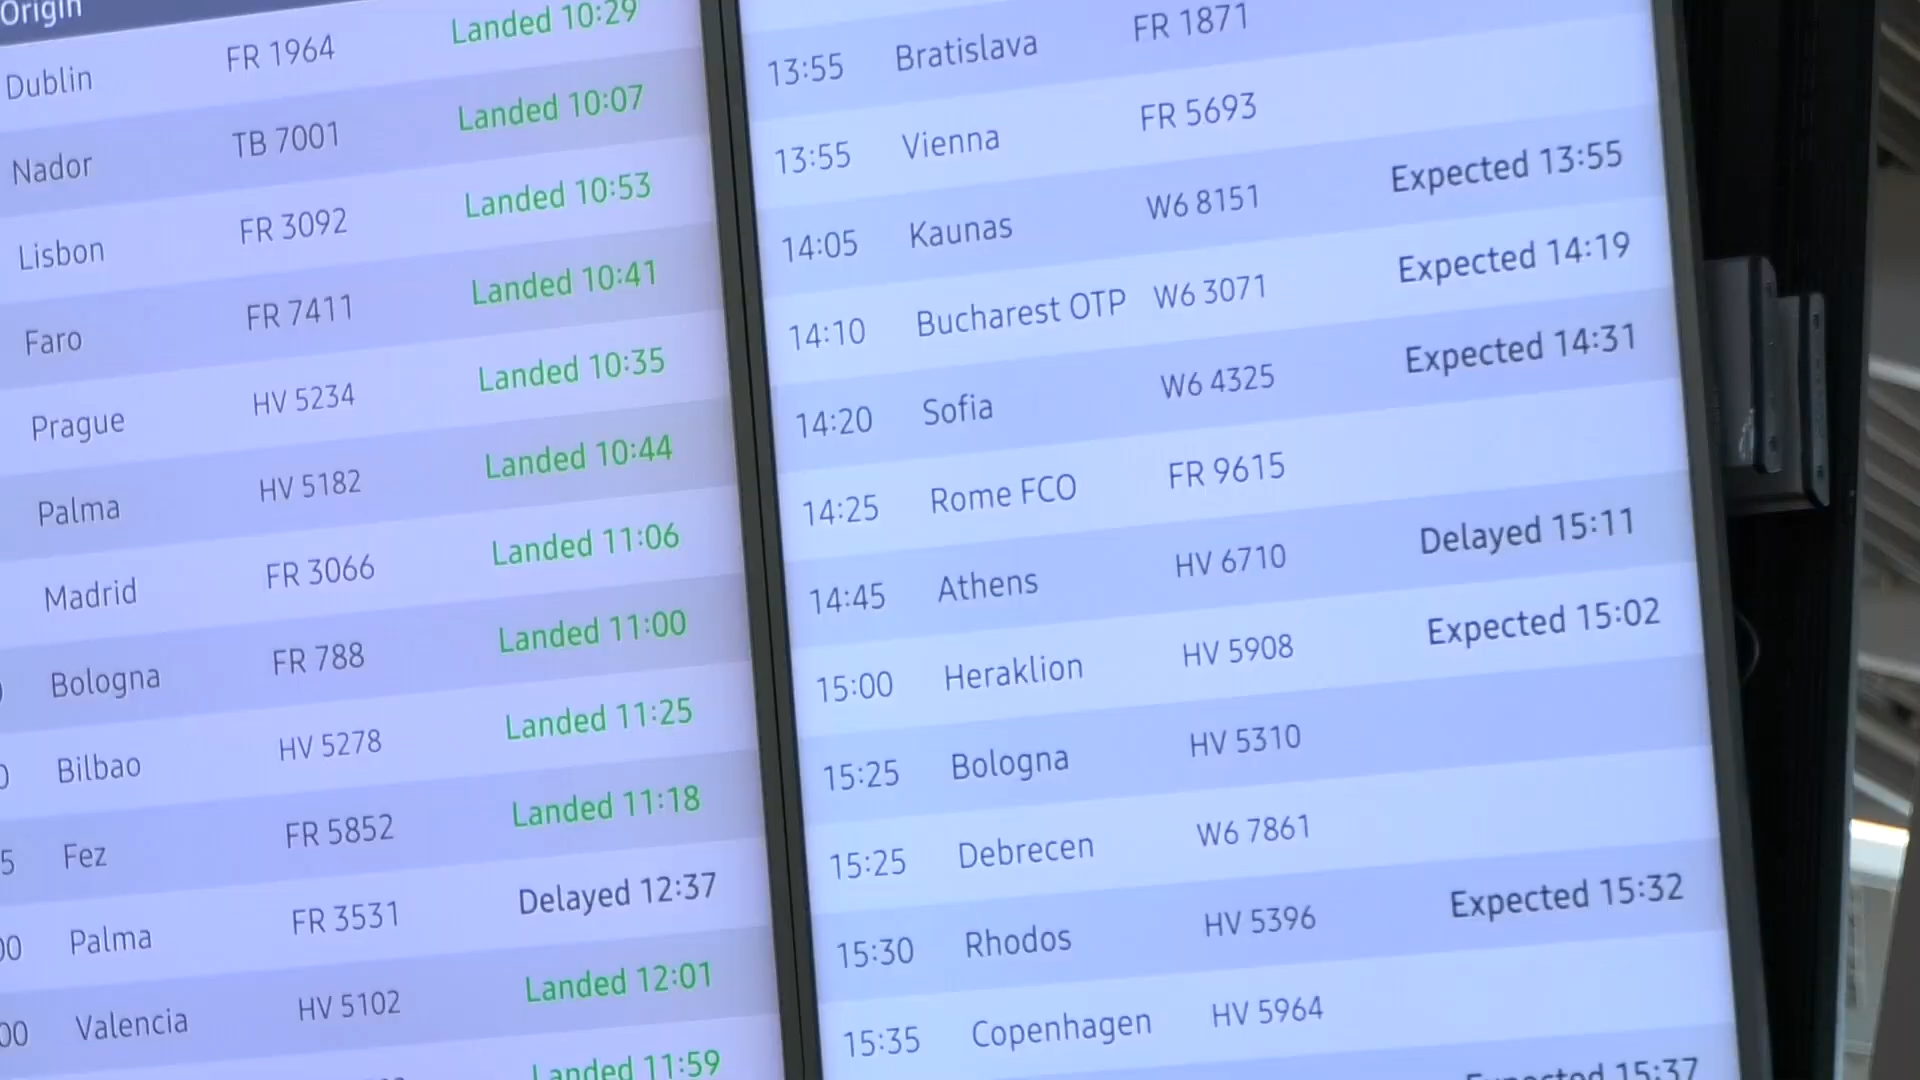 Origin
Dublin FR 1964 Landed 10:29
Nador TB 7001 Landed 10:07
Lisbon FR 3092 Landed 10:53
Faro FR 7411 Landed 10:41
Prague HV 5234 Landed 10:35
Palma HV 5182 Landed 10:44
Madrid FR 3066 Landed 11:06
Bologna FR 788 Landed 11:00
Bilbao HV 5278 Landed 11:25
5 Fez FR 5852 Landed 11:18
00 Palma FR 3531 Delayed 12:37
00 Valencia HV 5102 Landed 12:01
Landed 11:59
13:55 Bratislava FR 1871
13:55 Vienna FR 5693
14:05 Kaunas W6 8151 Expected 13:55
14:10 Bucharest OTP W6 3071 Expected 14:19
14:20 Sofia W6 4325 Expected 14:31
14:25 Rome FCO FR 9615
14:45 Athens HV 6710 Delayed 15:11
15:00 Heraklion HV 5908 Expected 15:02
15:25 Bologna HV 5310
15:25 Debrecen W6 7861
15:30 Rhodos HV 5396 Expected 15:32
15:35 Copenhagen HV 5964
Expected 15:37